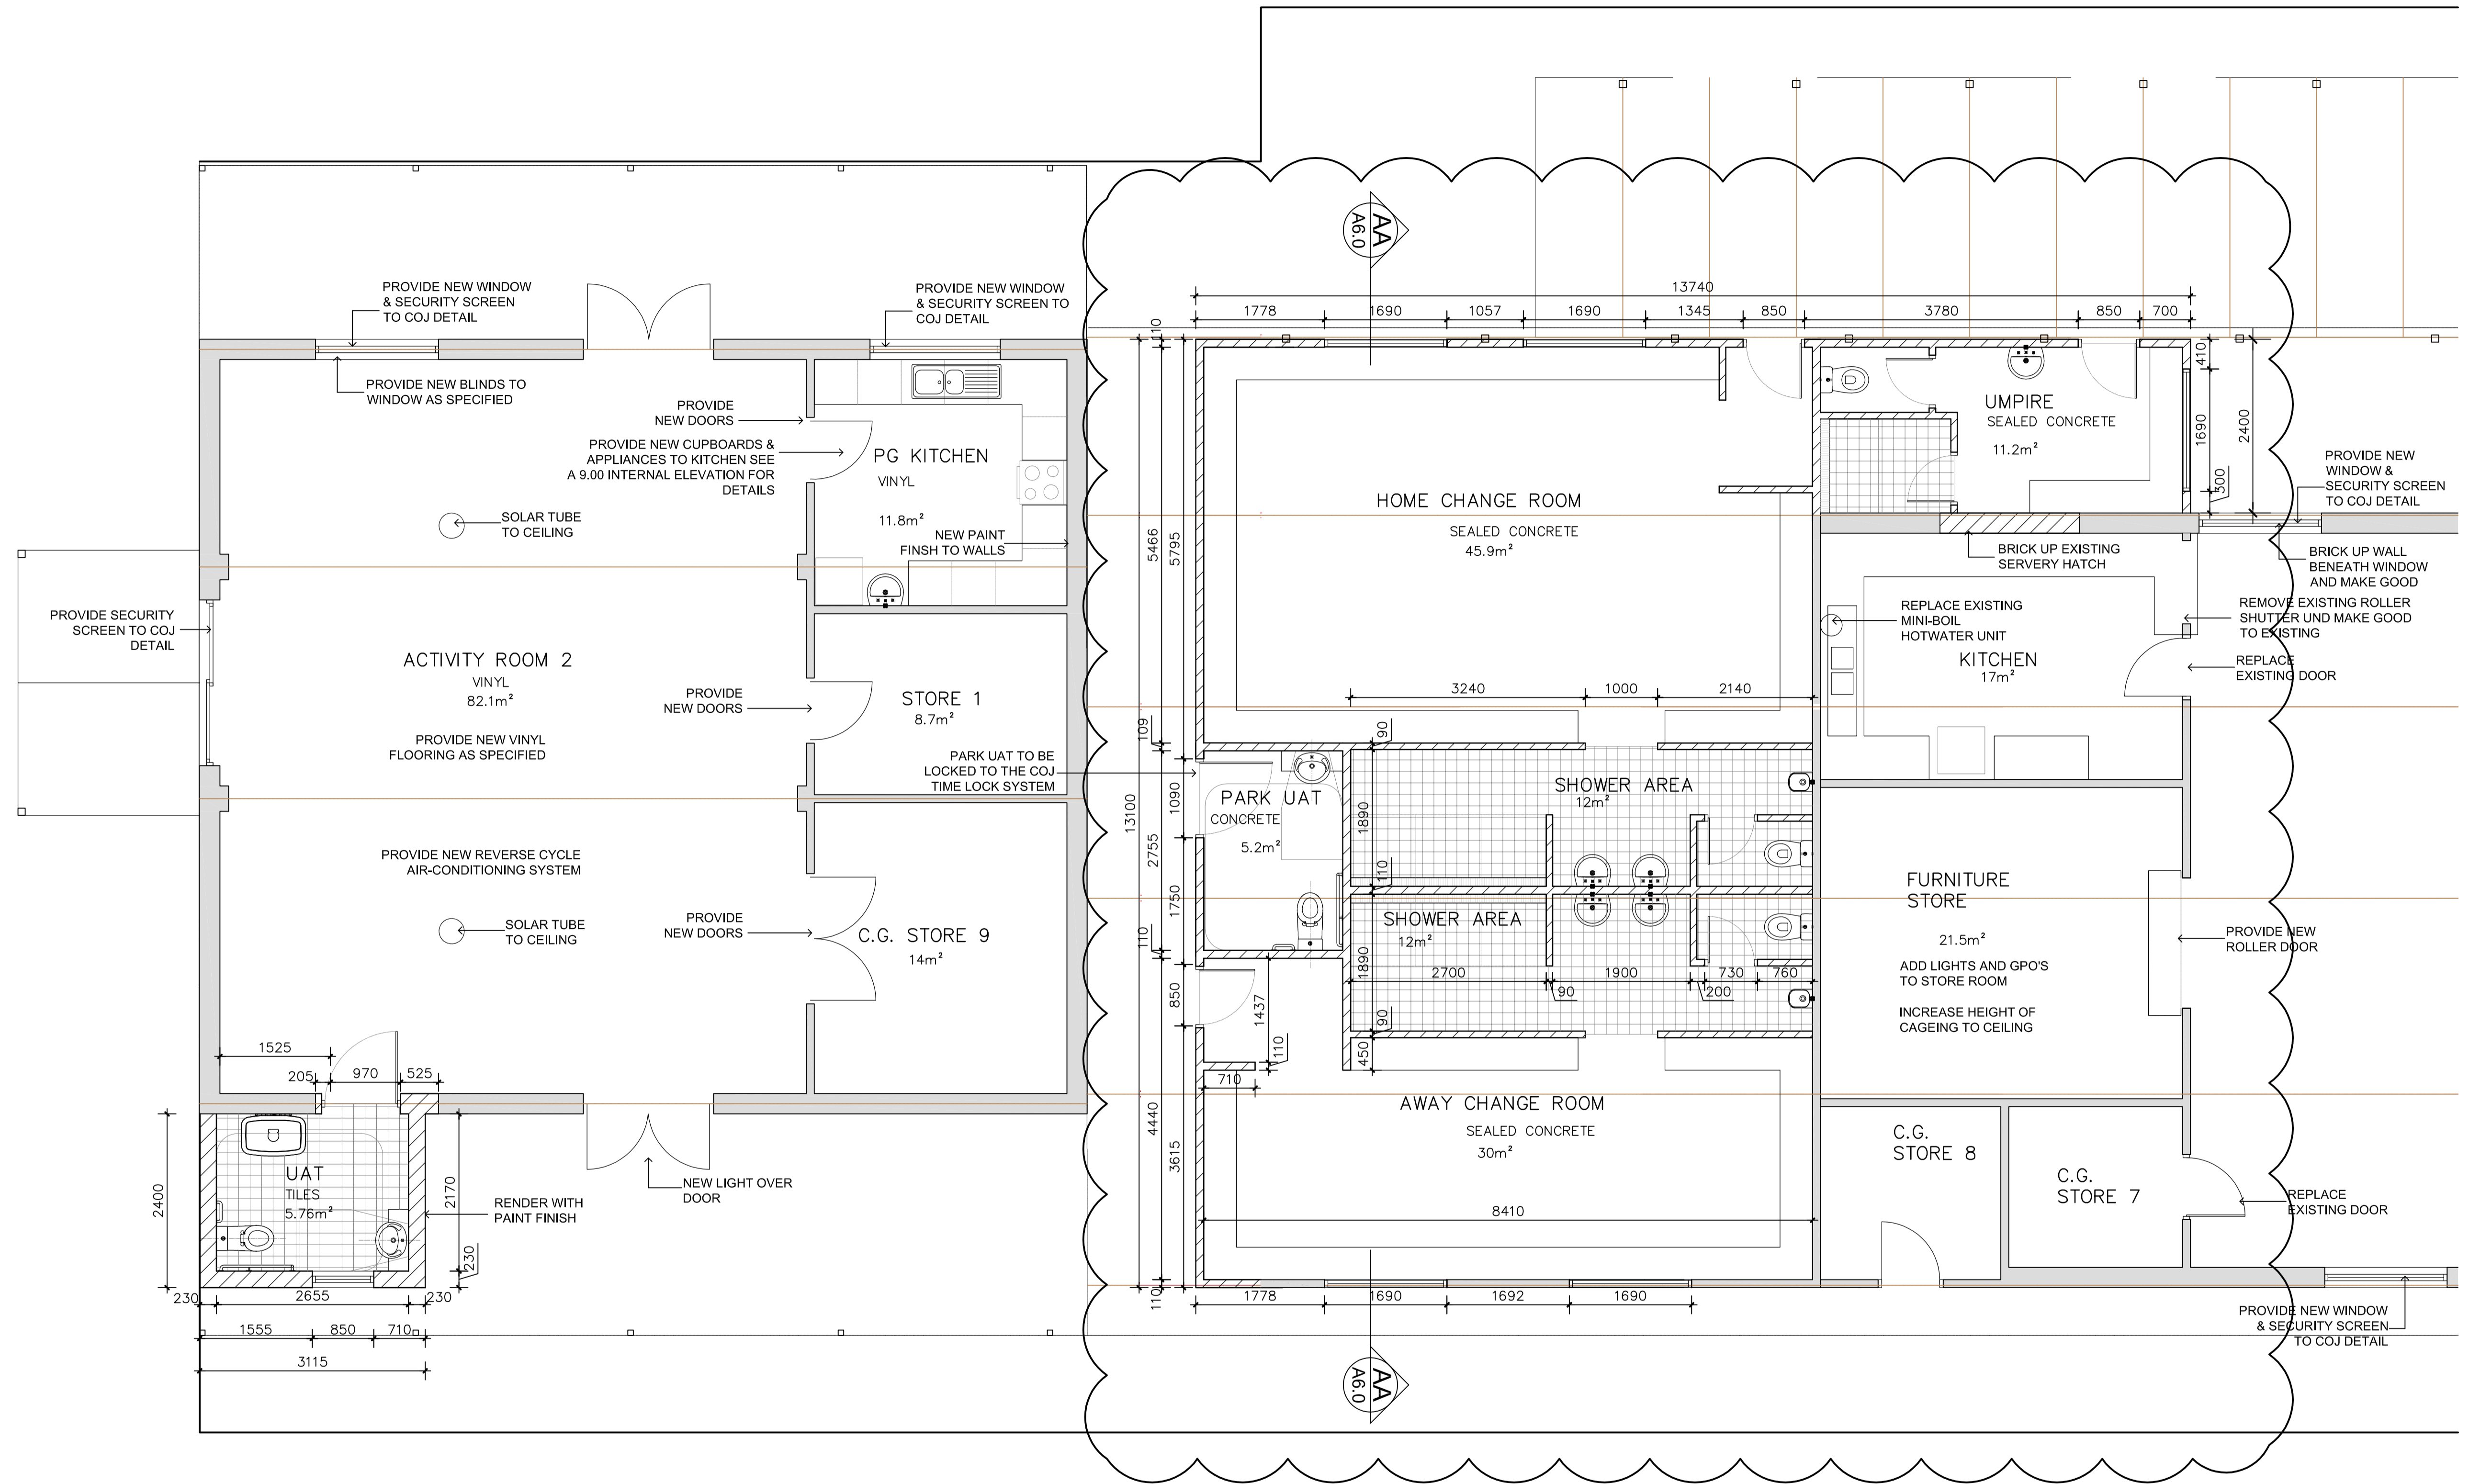 AA
A6.0
PROVIDE NEW WINDOW
& SECURITY SCREEN
TO COJ DETAIL
PROVIDE NEW WINDOW
& SECURITY SCREEN TO
COJ DETAIL
13740
1778
1690
1057
1690
1345
850
3780
850
700
110
410
1690
2400
300
PROVIDE NEW BLINDS TO
WINDOW AS SPECIFIED
PROVIDE
NEW DOORS
PROVIDE NEW CUPBOARDS &
APPLIANCES TO KITCHEN SEE
A 9.00 INTERNAL ELEVATION FOR
DETAILS
PG KITCHEN
VINYL
11.8m²
NEW PAINT
FINSH TO WALLS
SOLAR TUBE
TO CEILING
HOME CHANGE ROOM
SEALED CONCRETE
45.9m²
UMPIRE
SEALED CONCRETE
11.2m²
PROVIDE NEW
WINDOW &
SECURITY SCREEN
TO COJ DETAIL
BRICK UP EXISTING
SERVERY HATCH
BRICK UP WALL
BENEATH WINDOW
AND MAKE GOOD
PROVIDE SECURITY
SCREEN TO COJ
DETAIL
REPLACE EXISTING
MINI-BOIL
HOTWATER UNIT
REMOVE EXISTING ROLLER
SHUTTER UND MAKE GOOD
TO EXISTING
KITCHEN
17m²
REPLACE
EXISTING DOOR
ACTIVITY ROOM 2
VINYL
82.1m²
PROVIDE
NEW DOORS
STORE 1
8.7m²
PROVIDE NEW VINYL
FLOORING AS SPECIFIED
PARK UAT TO BE
LOCKED TO THE COJ
TIME LOCK SYSTEM
5466
5795
109
13100
2755
1090
1750
110
850
4440
3615
110
3240
1000
2140
90
PARK UAT
CONCRETE
5.2m²
SHOWER AREA
12m²
1890
110
SHOWER AREA
12m²
1890
2700
1900
730
760
90
200
90
450
1437
110
710
PROVIDE NEW REVERSE CYCLE
AIR-CONDITIONING SYSTEM
SOLAR TUBE
TO CEILING
PROVIDE
NEW DOORS
C.G. STORE 9
14m²
FURNITURE
STORE
21.5m²
ADD LIGHTS AND GPO'S
TO STORE ROOM
INCREASE HEIGHT OF
CAGEING TO CEILING
PROVIDE NEW
ROLLER DOOR
1525
205
970
525
AWAY CHANGE ROOM
SEALED CONCRETE
30m²
8410
C.G.
STORE 8
C.G.
STORE 7
REPLACE
EXISTING DOOR
UAT
TILES
5.76m²
2400
2170
230
RENDER WITH
PAINT FINISH
NEW LIGHT OVER
DOOR
230
2655
230
1555
850
710
3115
1778
1690
1692
1690
PROVIDE NEW WINDOW
& SECURITY SCREEN
TO COJ DETAIL
AA
A6.0